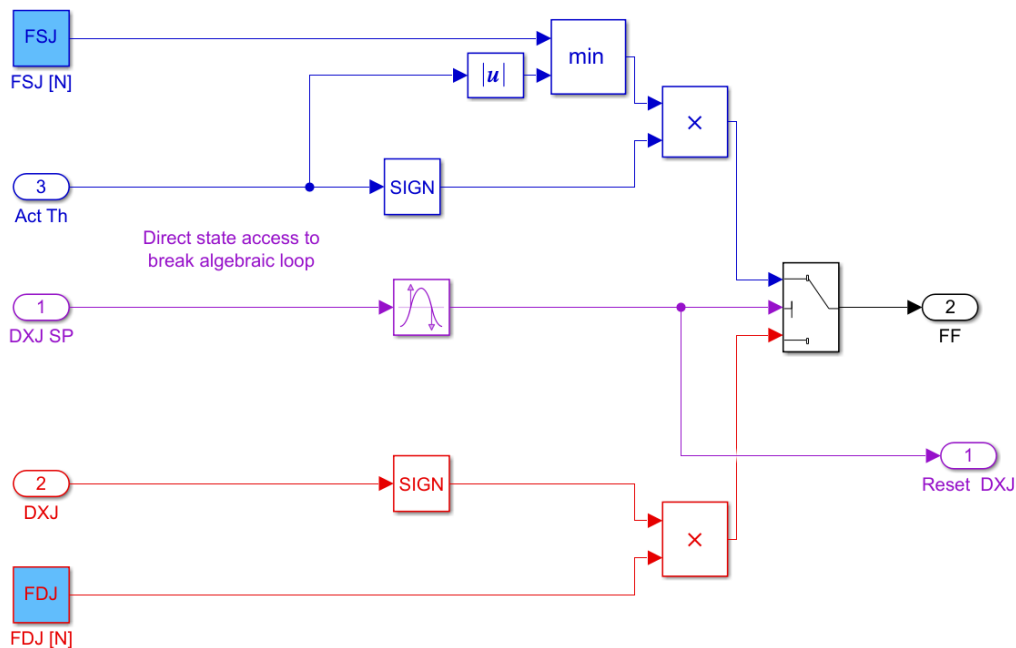 FSJ
FSJ [N]
|u|
min
×
3
Act Th
SIGN
Direct state access to
break algebraic loop
1
DXJ SP
2
FF
1
Reset DXJ
2
DXJ
SIGN
×
FDJ
FDJ [N]